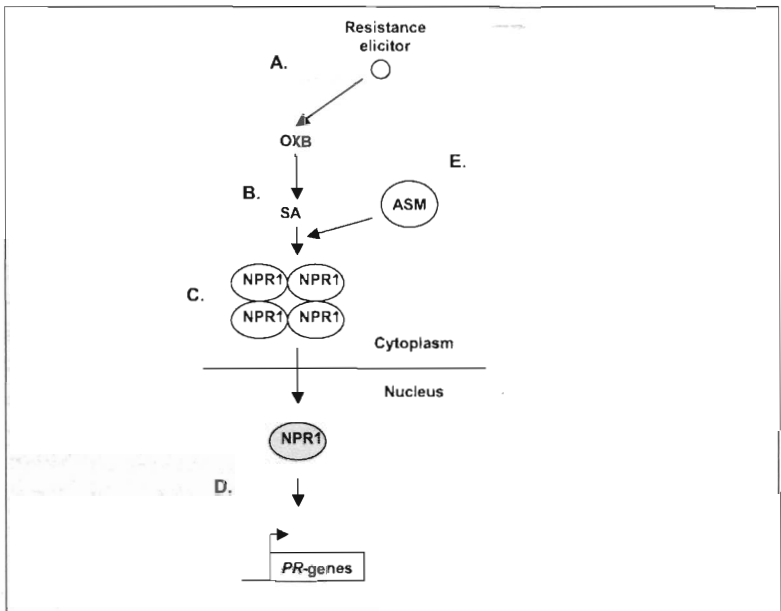 Resistance
elicitor
A.
OXB
E.
B.
SA
ASM
NPR1 NPR1
C.
NPR1 NPR1
Cytoplasm
Nucleus
NPR1
D.
PR-genes